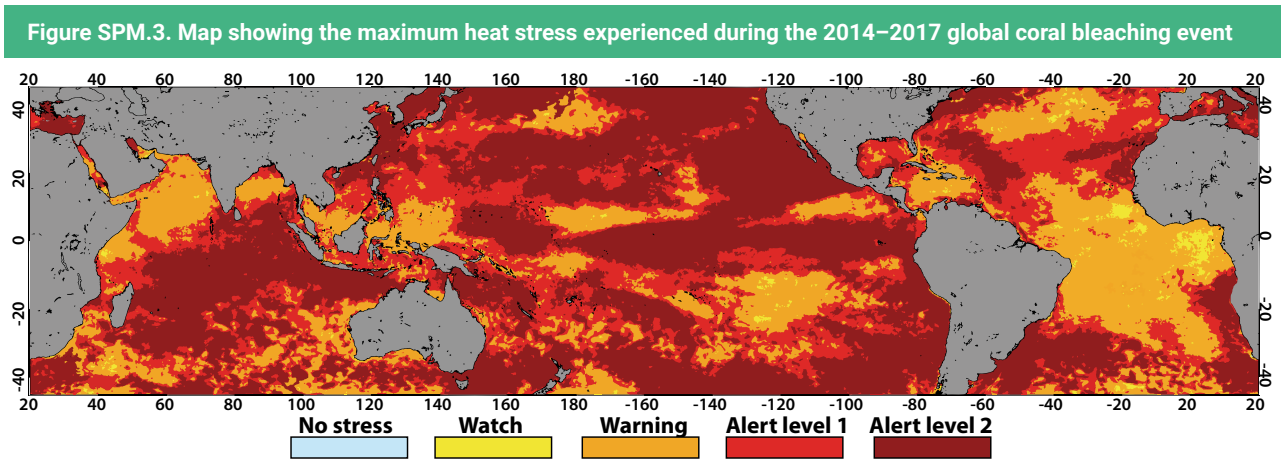 Figure SPM.3. Map showing the maximum heat stress experienced during the 2014–2017 global coral bleaching event
20 40 60 80 100 120 140 160 180 -160 -140 -120 -100 -80 -60 -40 -20 20 20
40 40
20 20
0 0
-20 -20
-40 -40
20 40 60 80 100 120 140 160 180 -160 -140 -120 -100 -80 -60 -40 -20 20 20
No stress Watch Warning Alert level 1 Alert level 2